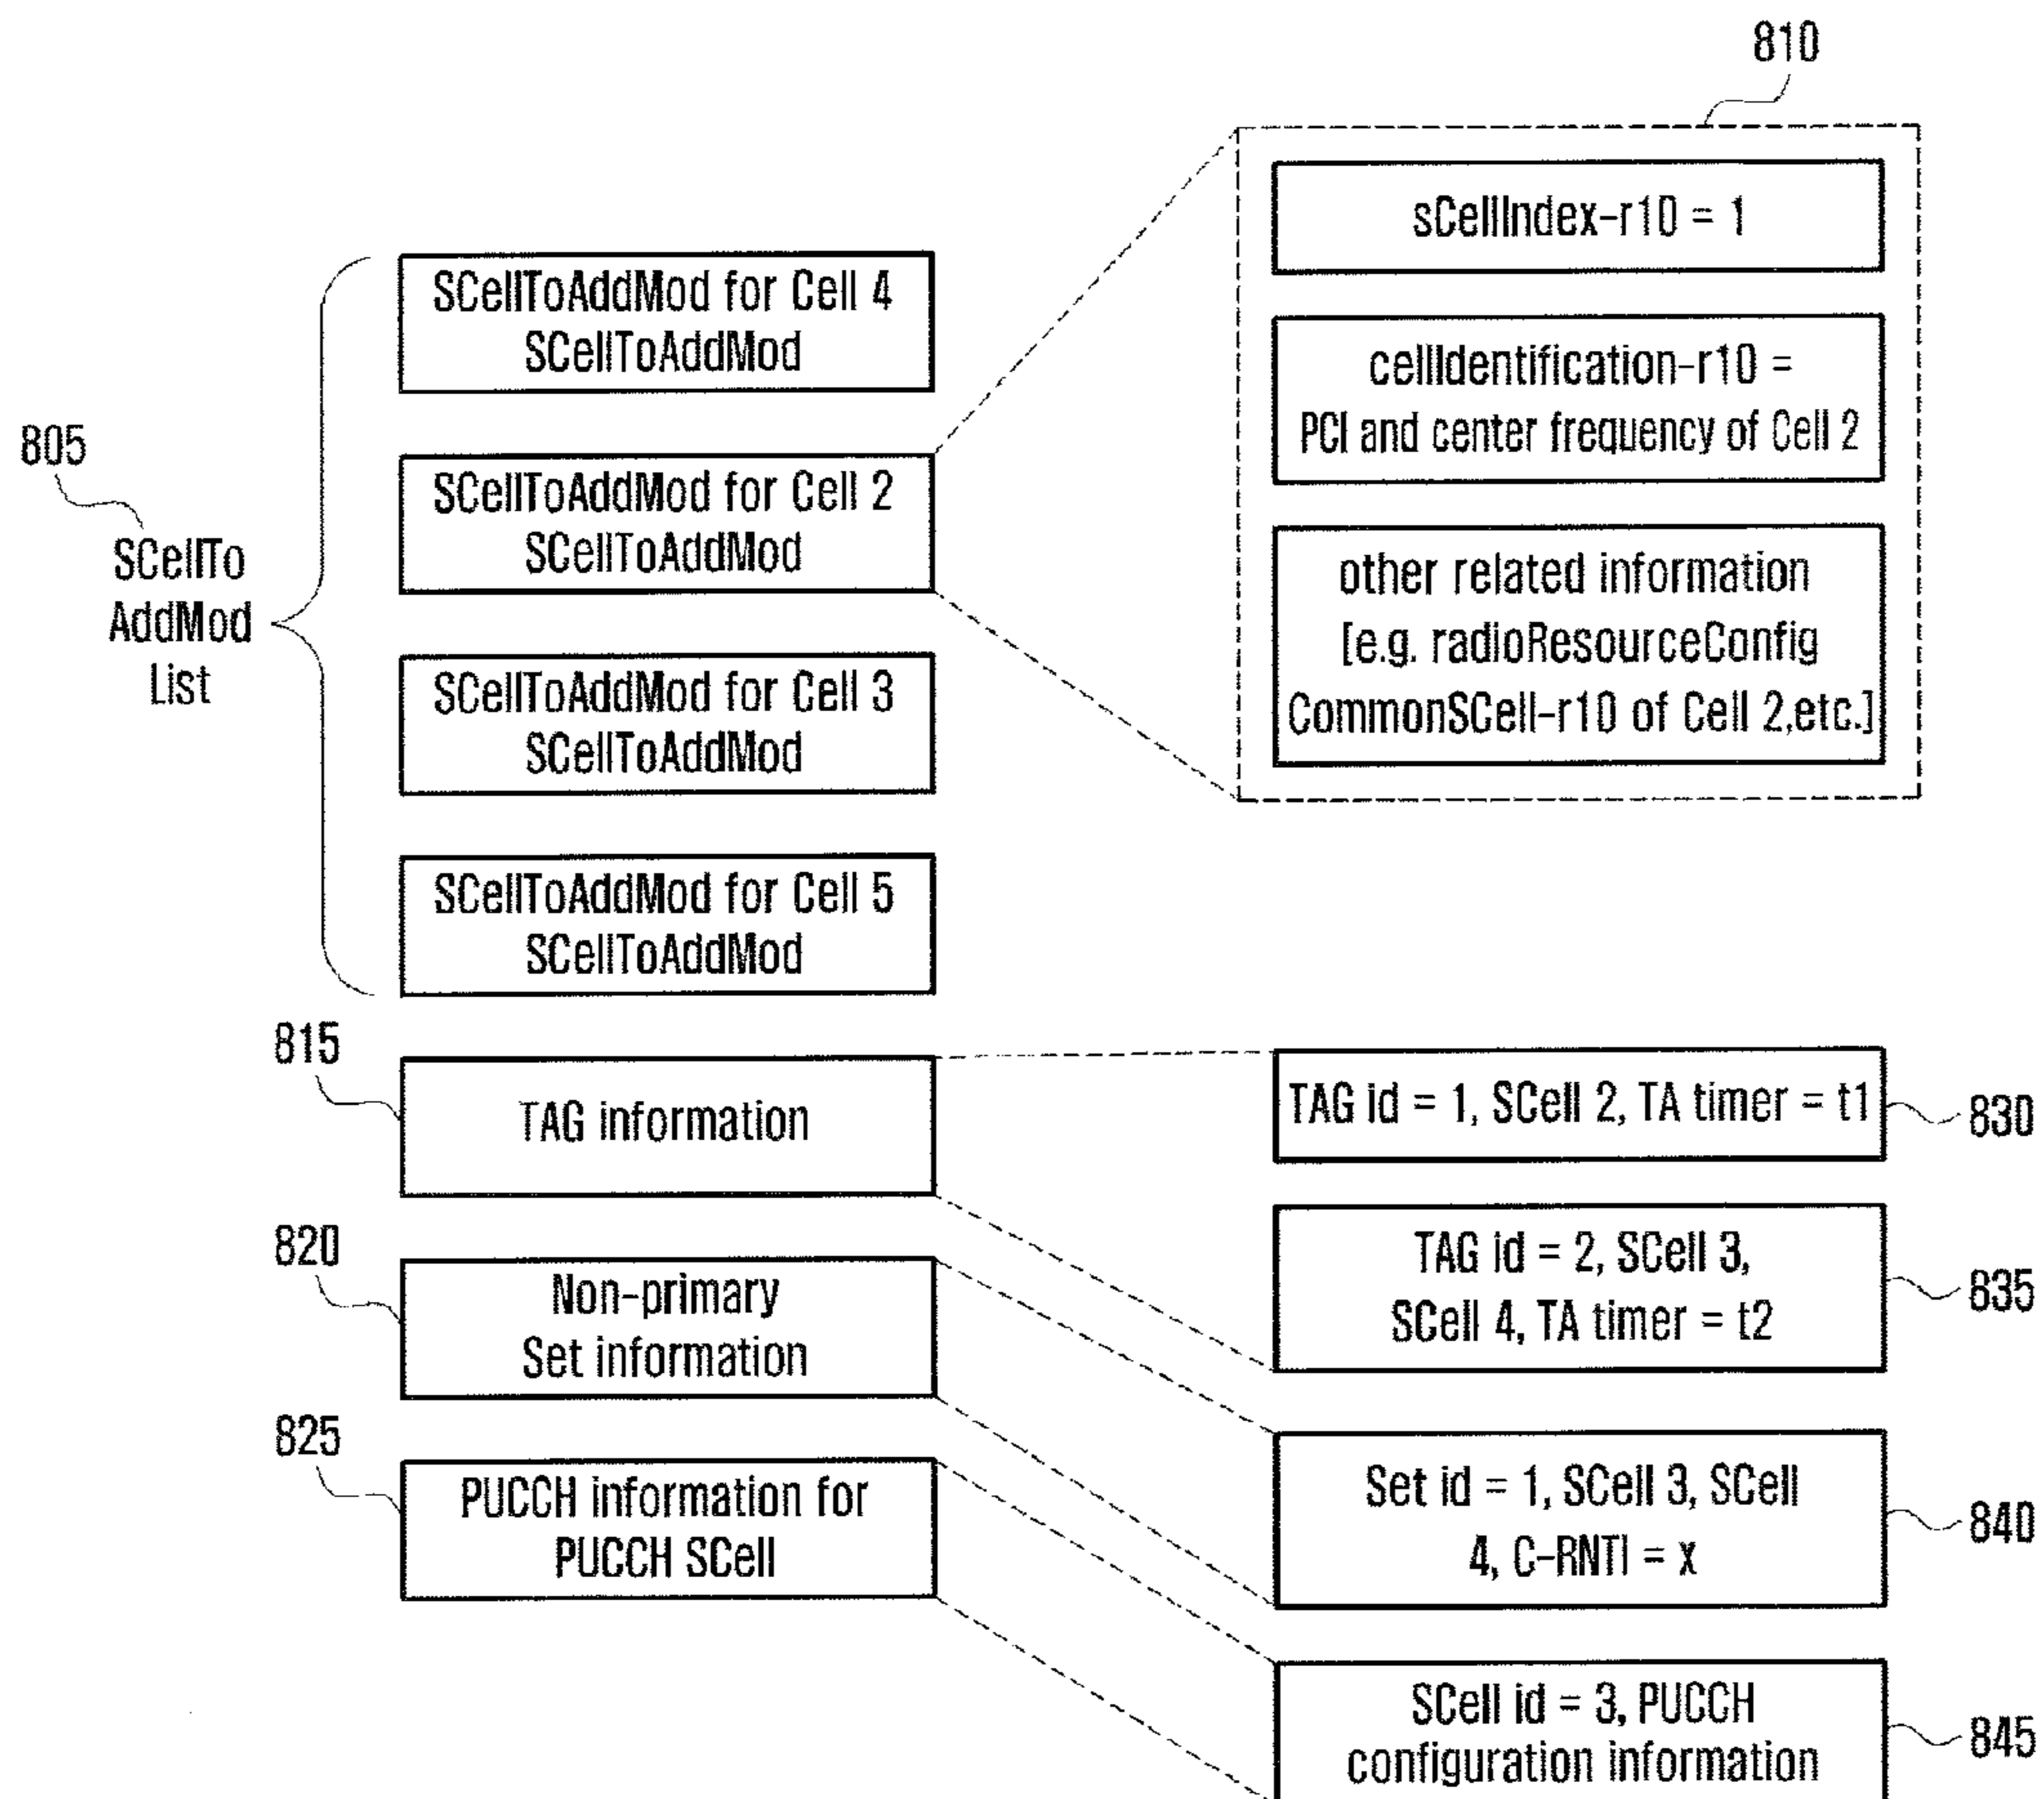 810
sCellIndex-r10 = 1
cellIdentification-r10 =
PCI and center frequency of Cell 2
other related information
[e.g. radioResourceConfig
CommonSCell-r10 of Cell 2,etc.]
805
SCellTo
AddMod
List
SCellToAddMod for Cell 4
SCellToAddMod
SCellToAddMod for Cell 2
SCellToAddMod
SCellToAddMod for Cell 3
SCellToAddMod
SCellToAddMod for Cell 5
SCellToAddMod
815
TAG information
820
Non-primary
Set information
825
PUCCH information for
PUCCH SCell
TAG id = 1, SCell 2, TA timer = t1
830
TAG id = 2, SCell 3,
SCell 4, TA timer = t2
835
Set id = 1, SCell 3, SCell
4, C-RNTI = x
840
SCell id = 3, PUCCH
configuration information
845